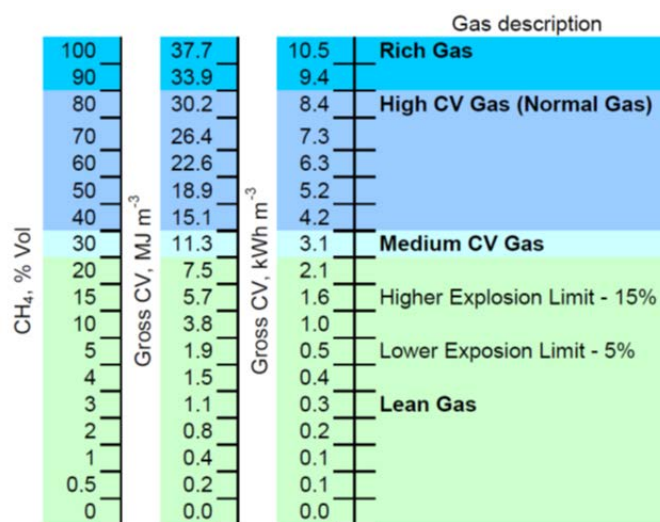 Gas description
100 37.7 10.5 Rich Gas
90 33.9 9.4
80 30.2 8.4 High CV Gas (Normal Gas)
70 26.4 7.3
60 22.6 6.3
50 18.9 5.2
40 15.1 4.2
30 11.3 3.1 Medium CV Gas
20 7.5 2.1
15 5.7 1.6 Higher Explosion Limit - 15%
10 3.8 1.0
5 1.9 0.5 Lower Exposion Limit - 5%
4 1.5 0.4
3 1.1 0.3 Lean Gas
2 0.8 0.2
1 0.4 0.1
0.5 0.2 0.1
0 0.0 0.0
CH₄, % Vol
Gross CV, MJ m⁻³
Gross CV, kWh m⁻³